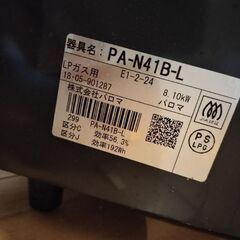 器具名：PA-N41B-L
LPガス用 E1-2-24
18·05-901287 8.10kW
株式会社パロマ パロマ
299 PA-N41B-L
区分C 効率56.3%
区分J 効率192Wh
JIA
PS
LPG